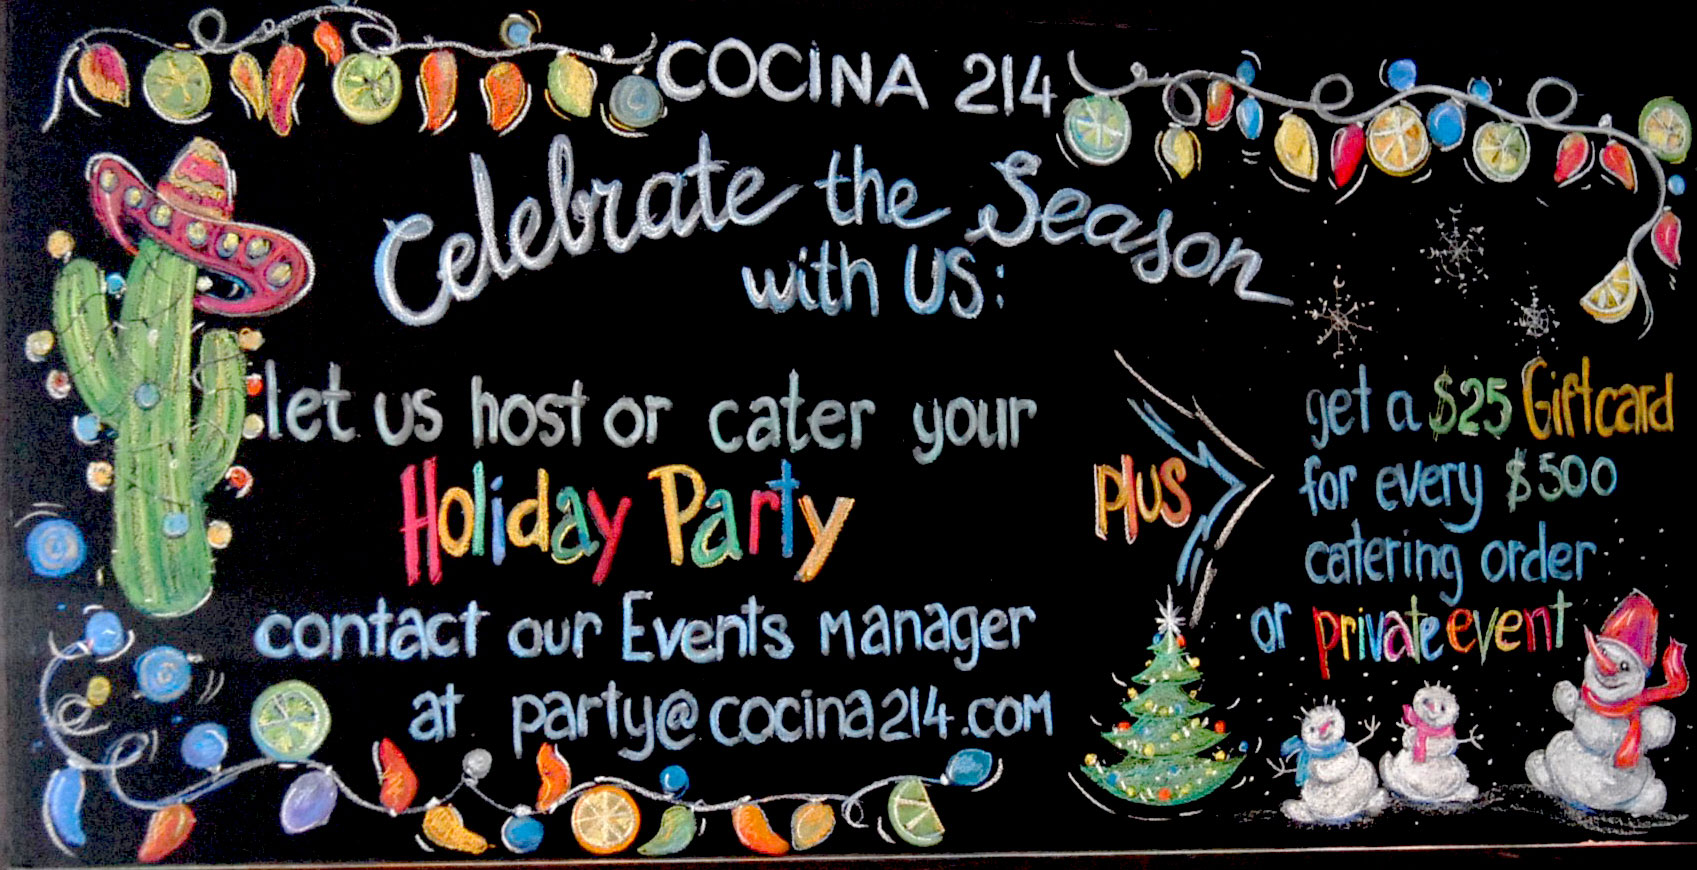 COCINA 214
Celebrate the Season
with US:
let us host or cater your
Holiday Party
contact our Events manager
at party@cocina214.com
plus
get a $25 Giftcard
for every $500
catering order
or private event